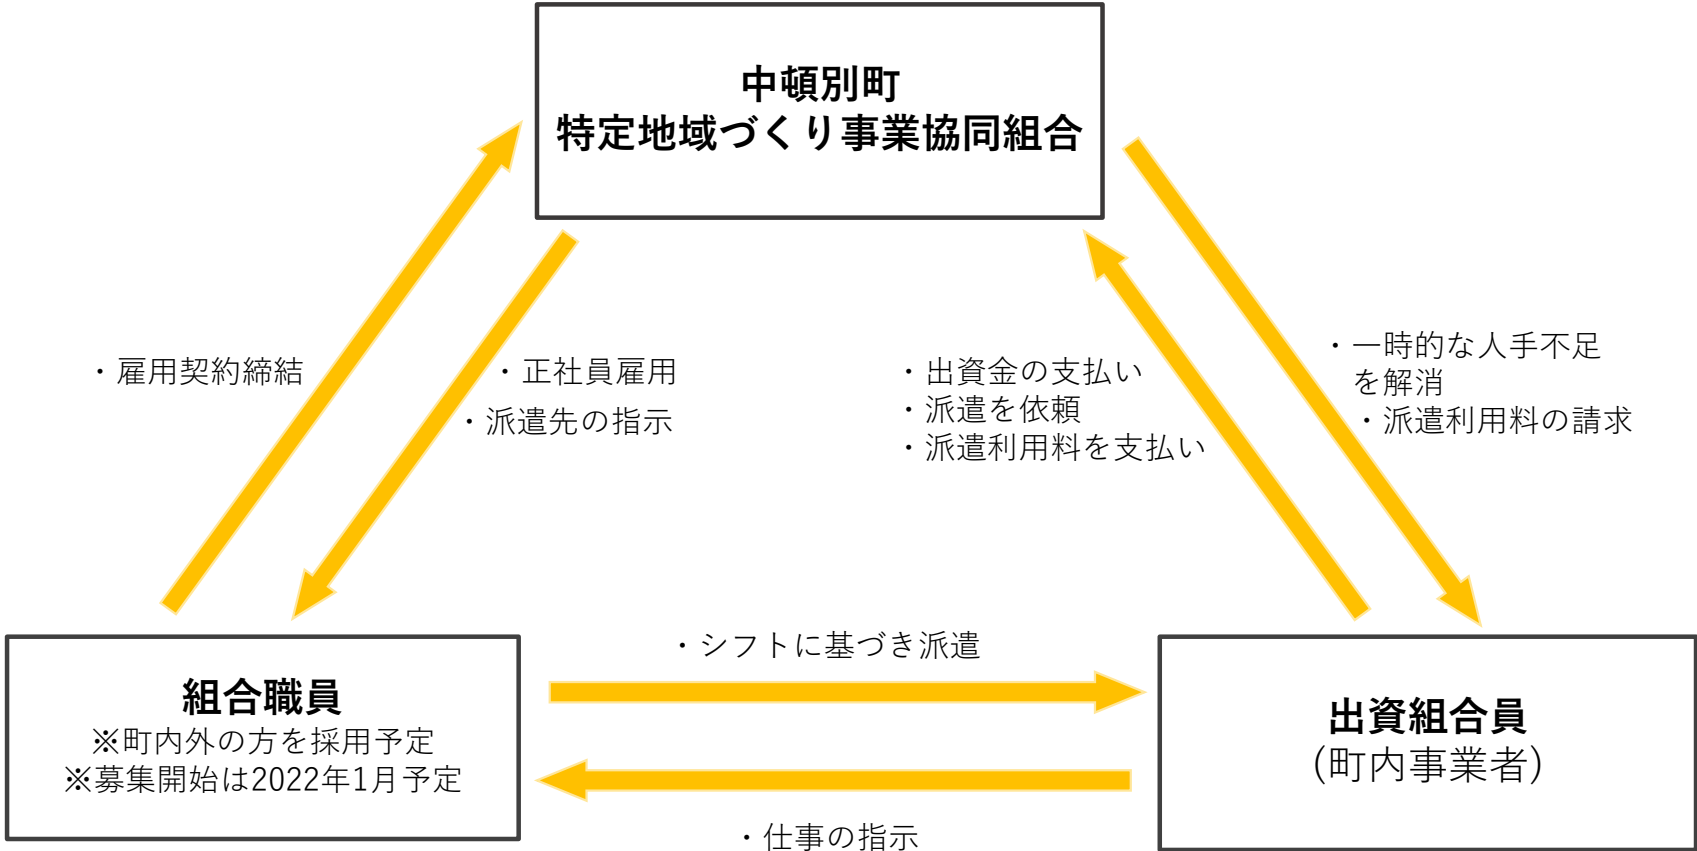 中頓別町
特定地域づくり事業協同組合
・雇用契約締結
・正社員雇用
・派遣先の指示
・出資金の支払い
・派遣を依頼
・派遣利用料を支払い
・一時的な人手不足
を解消
・派遣利用料の請求
組合職員
※町内外の方を採用予定
※募集開始は2022年1月予定
・シフトに基づき派遣
・仕事の指示
出資組合員
(町内事業者)